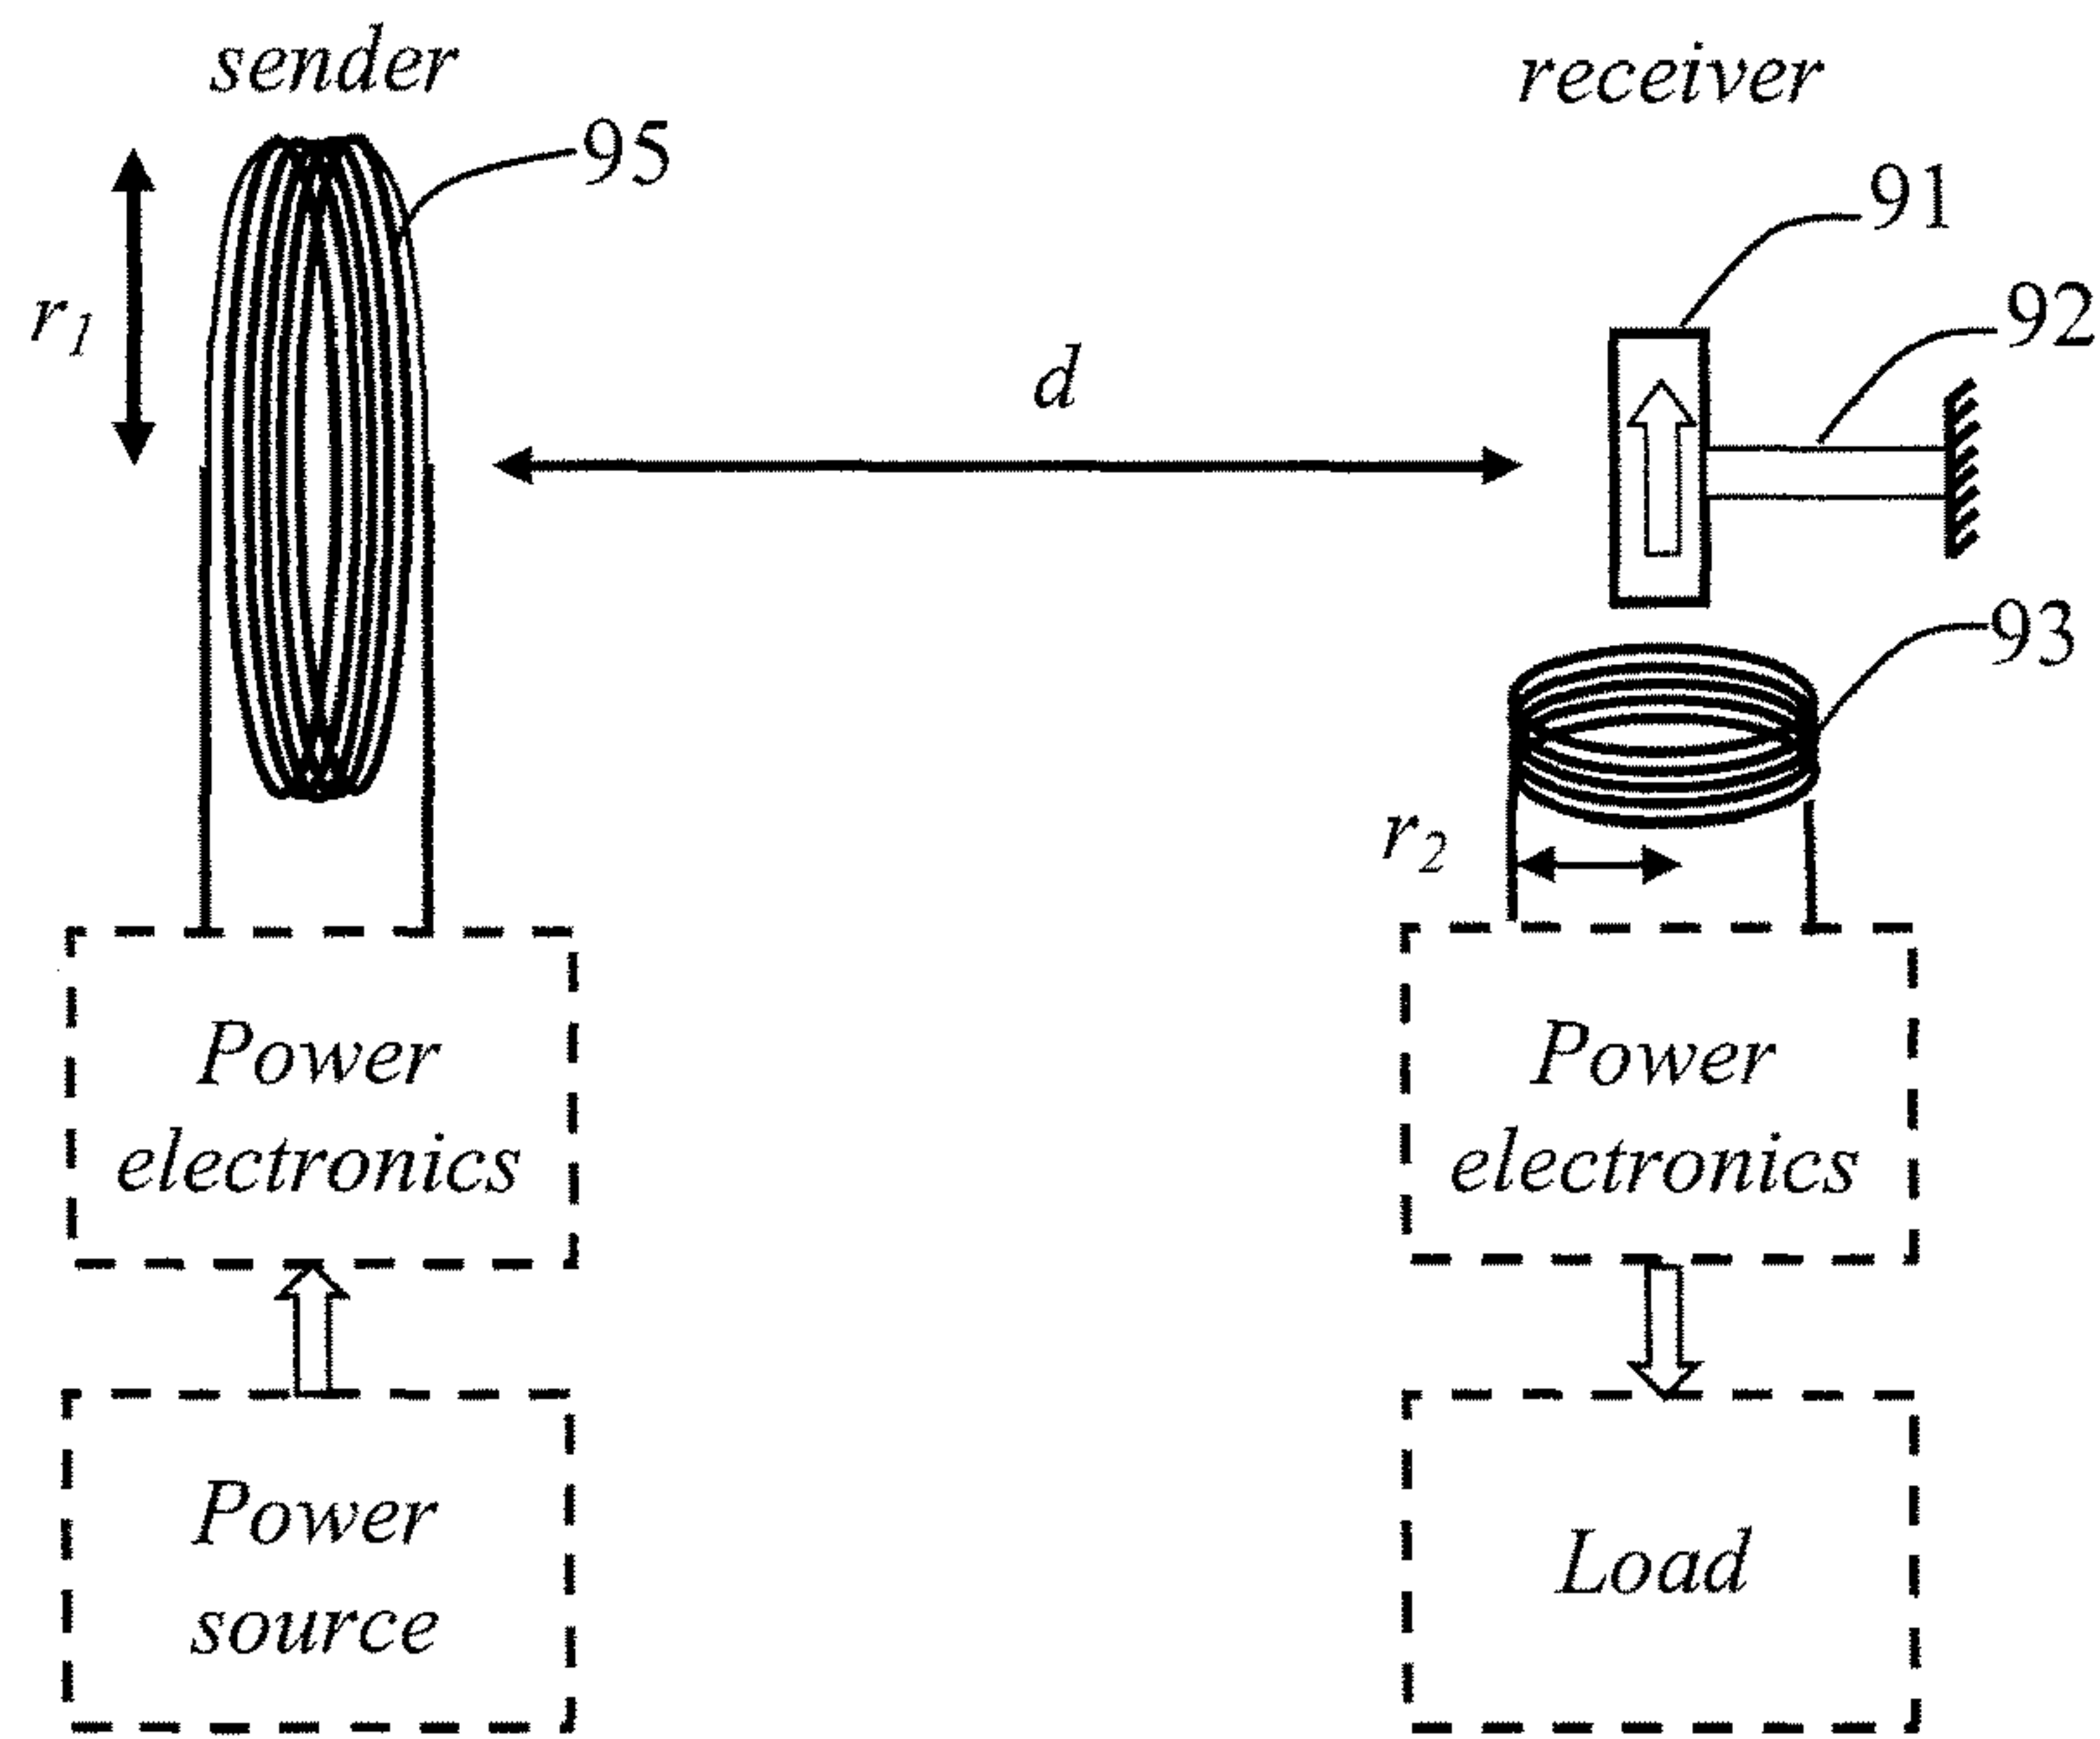 sender
receiver
95
91
92
r1
d
93
r2
Power
electronics
Power
electronics
Power
source
Load